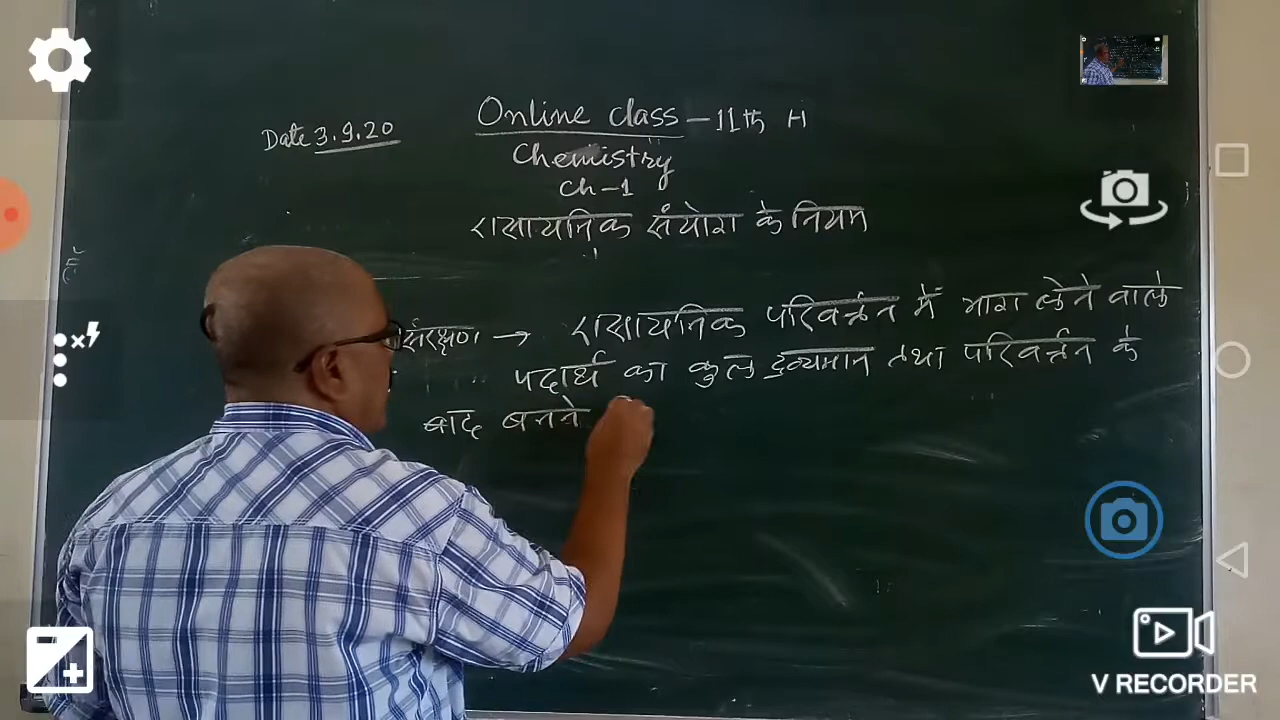 Date 3.9.20
Online class - 11th H
Chemistry
Ch-1
रासायनिक संयोग के नियम
संरक्षण → रासायनिक परिवर्तन में भाग लेने वाले
पदार्थ का कुल द्रव्यमान तथा परिवर्तन के
बाद बनने
V RECORDER